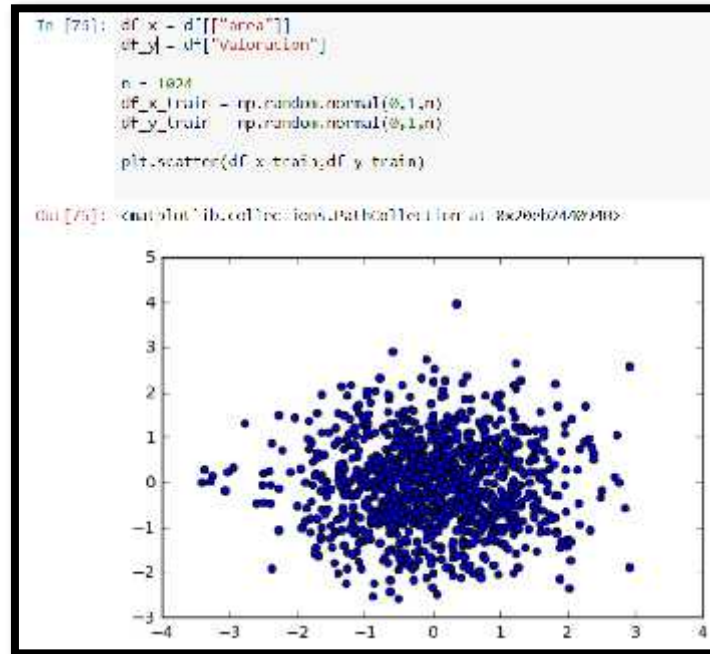 In [75]: df_x = df[["area"]]
df_y = df["Valoracion"]
n = 1024
df_x_train = np.random.normal(0,1,n)
df_y_train = np.random.normal(0,1,n)
plt.scatter(df_x_train,df_y_train)
Out[75]: <matplotlib.collections.PathCollection at
5
4
3
2
1
0
−1
−2
−3
−4 −3 −2 −1 0 1 2 3 4